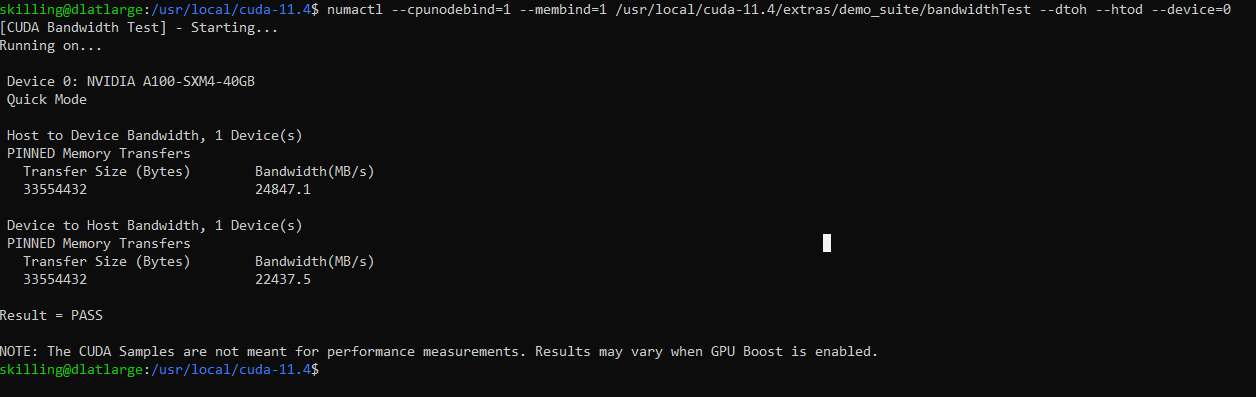 skilling@dlatlarge:/usr/local/cuda-11.4$ numactl --cpunodebind=1 --membind=1 /usr/local/cuda-11.4/extras/demo_suite/bandwidthTest --dtoh --htod --device=0
[CUDA Bandwidth Test] - Starting...
Running on...

 Device 0: NVIDIA A100-SXM4-40GB
 Quick Mode

 Host to Device Bandwidth, 1 Device(s)
 PINNED Memory Transfers
   Transfer Size (Bytes)        Bandwidth(MB/s)
   33554432                     24847.1

 Device to Host Bandwidth, 1 Device(s)
 PINNED Memory Transfers
   Transfer Size (Bytes)        Bandwidth(MB/s)
   33554432                     22437.5

Result = PASS

NOTE: The CUDA Samples are not meant for performance measurements. Results may vary when GPU Boost is enabled.
skilling@dlatlarge:/usr/local/cuda-11.4$